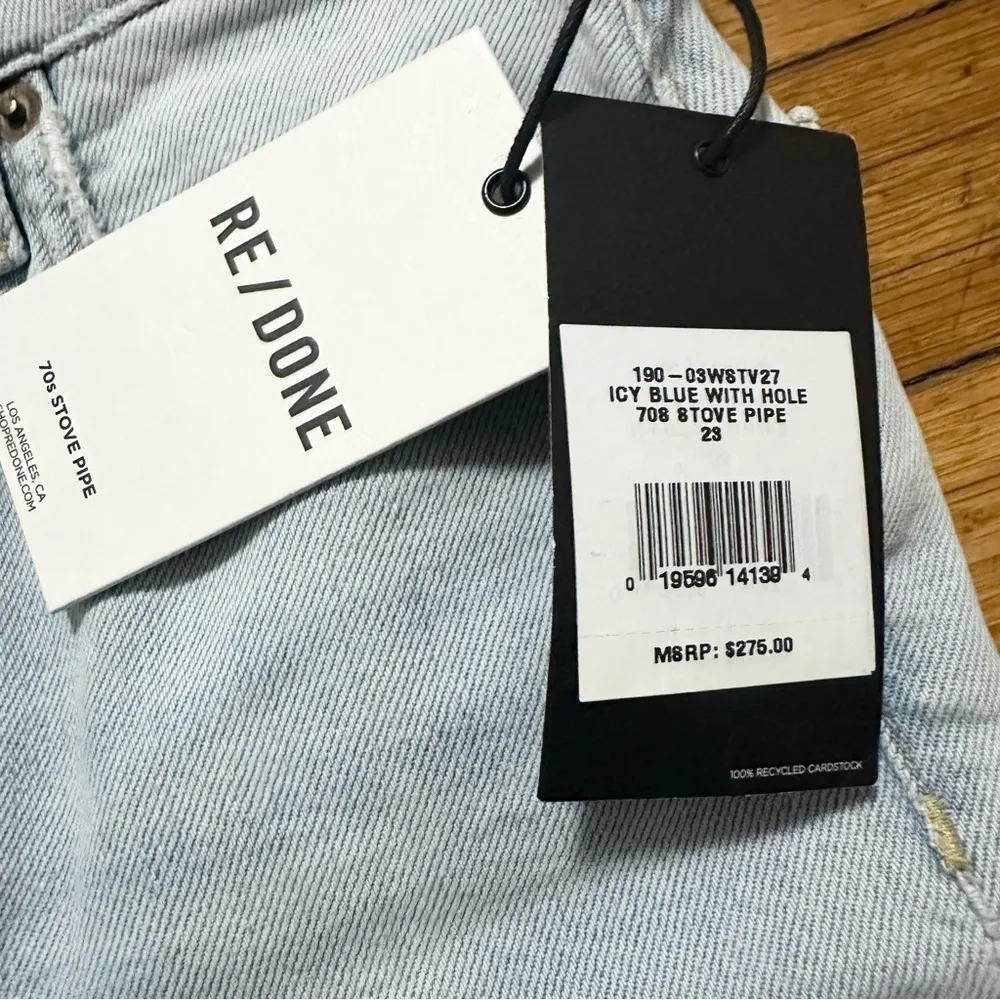 RE/DONE
70s STOVE PIPE
LOS ANGELES, CA
SHOPREDONE.COM
190-03WSTV27
ICY BLUE WITH HOLE
70S STOVE PIPE
23
0 19596 14139 4
MSRP: $275.00
100% RECYCLED CARDSTOCK